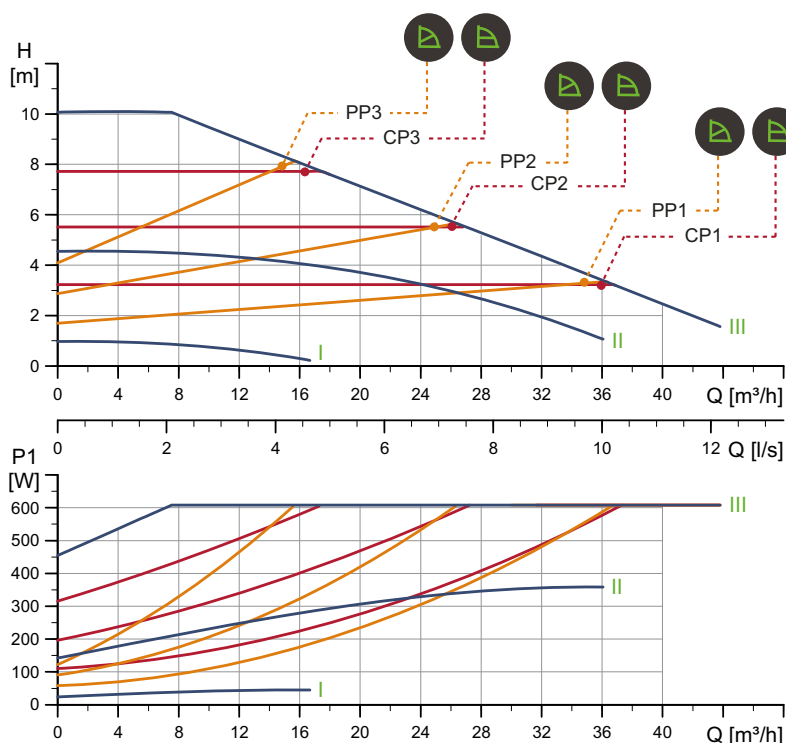 H
[m]
PP3
CP3
PP2
CP2
PP1
CP1
10
8
6
4
2
0
I
II
III
0 4 8 12 16 20 24 28 32 36 40 Q [m³/h]
0 2 4 6 8 10 12 Q [l/s]
P1
[W]
600
500
400
300
200
100
0
III
II
I
0 4 8 12 16 20 24 28 32 36 40 Q [m³/h]